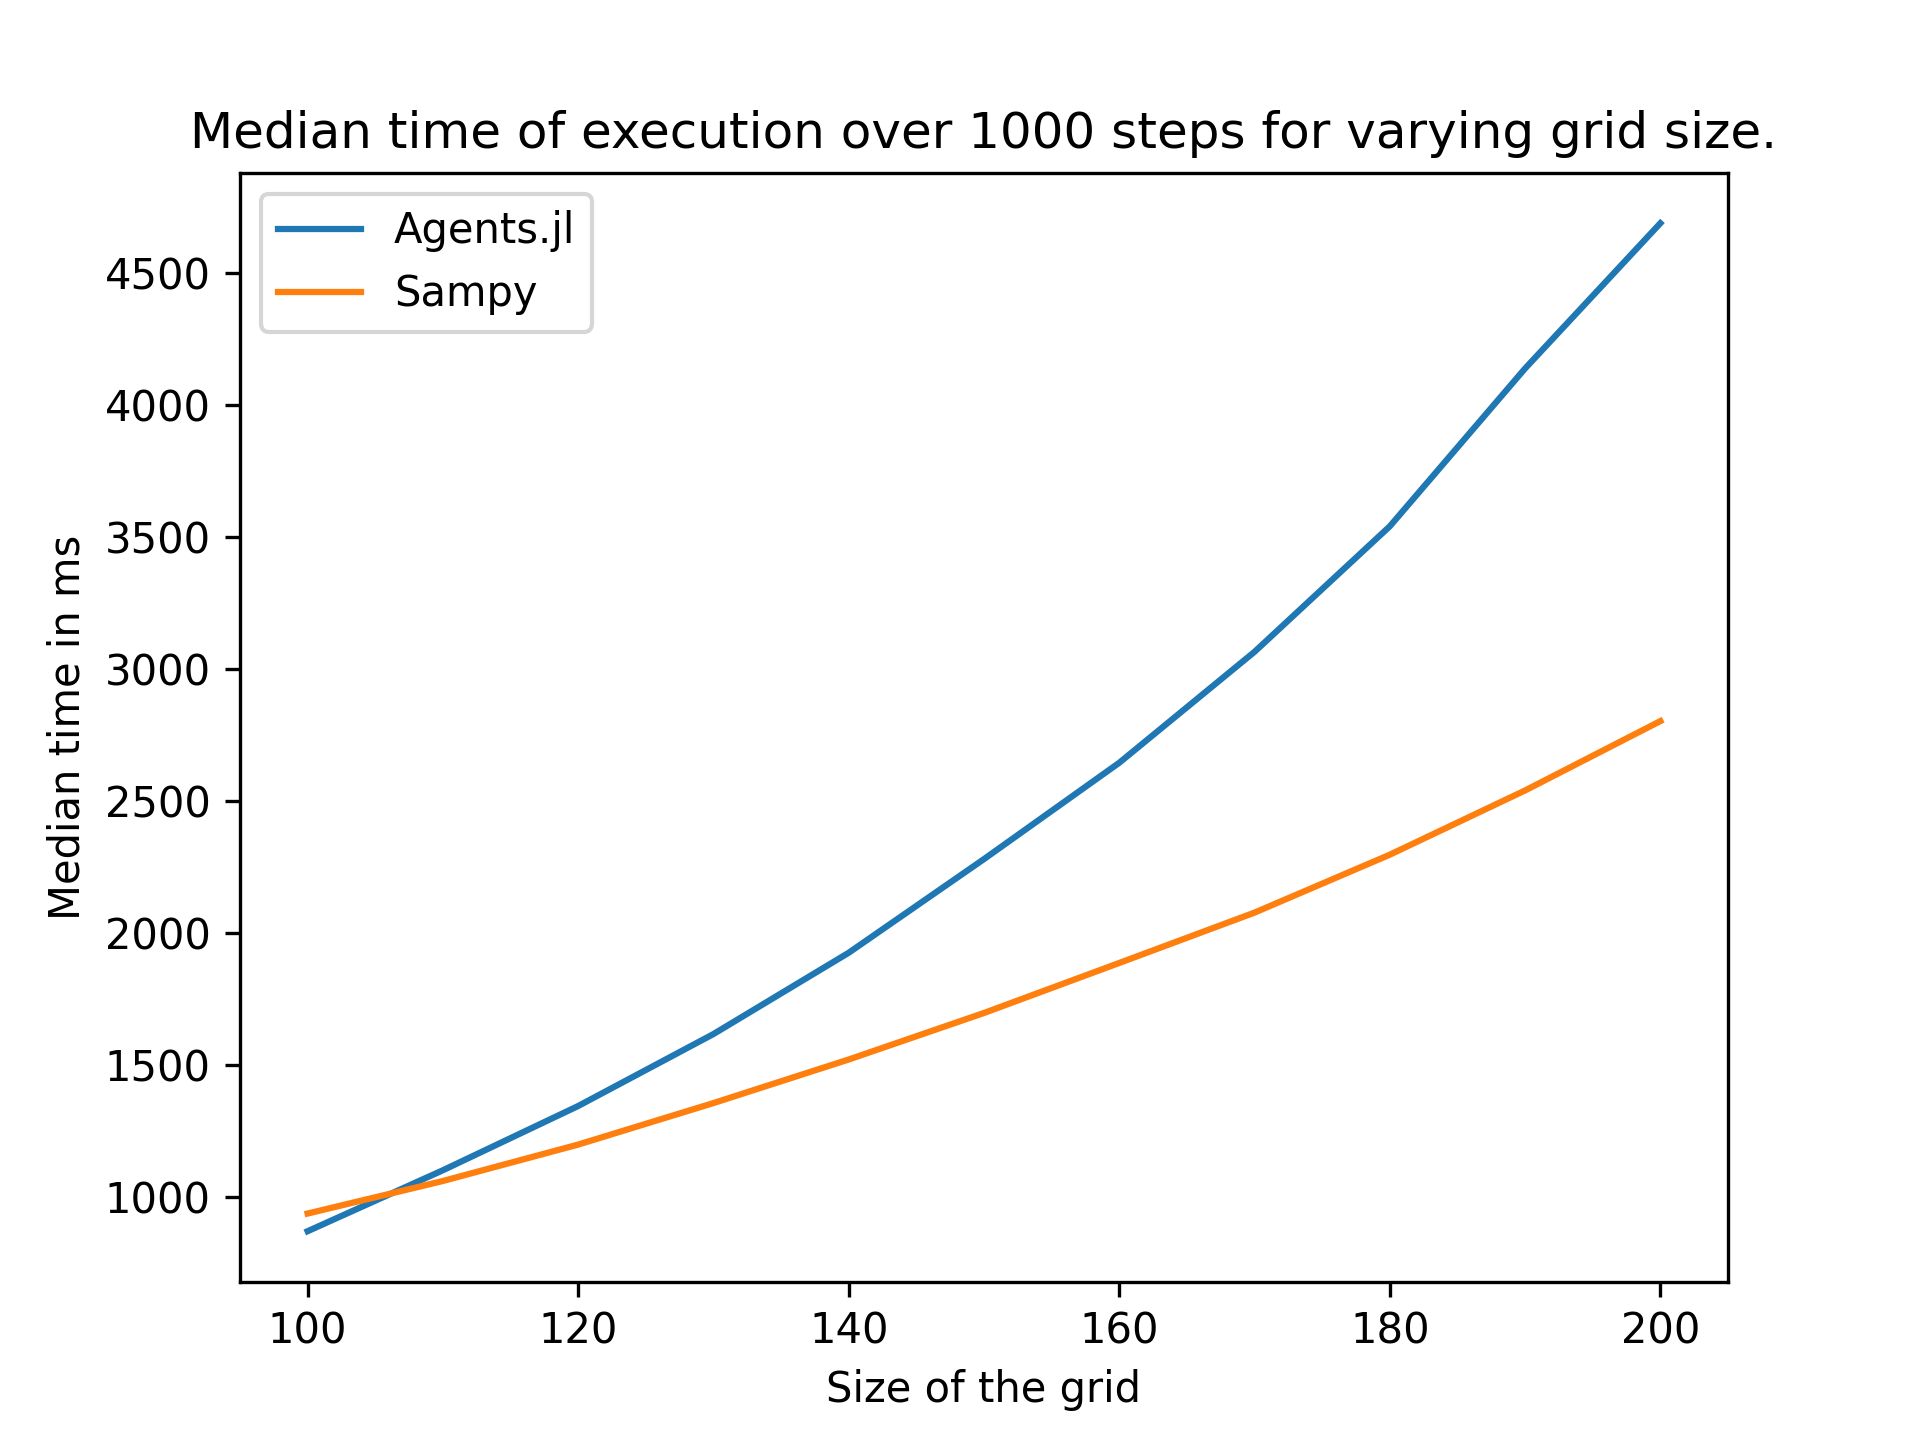 Median time of execution over 1000 steps for varying grid size.
Agents.jl
Sampy
Median time in ms
4500
4000
3500
3000
2500
2000
1500
1000
100 120 140 160 180 200
Size of the grid